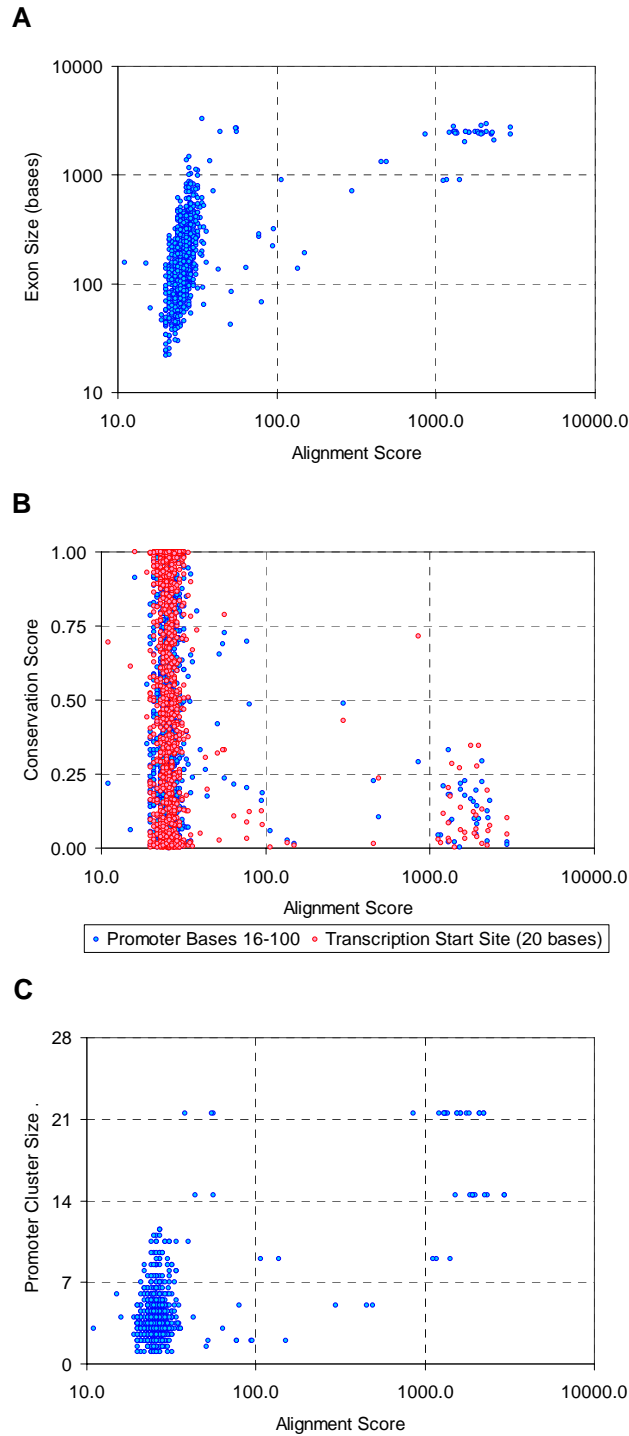 A
10000
1000
100
10
Exon Size (bases)
10.0 100.0 1000.0 10000.0
Alignment Score
B
1.00
0.75
0.50
0.25
0.00
Conservation Score
10.0 100.0 1000.0 10000.0
Alignment Score
Promoter Bases 16-100 Transcription Start Site (20 bases)
C
28
21
14
7
0
Promoter Cluster Size .
10.0 100.0 1000.0 10000.0
Alignment Score